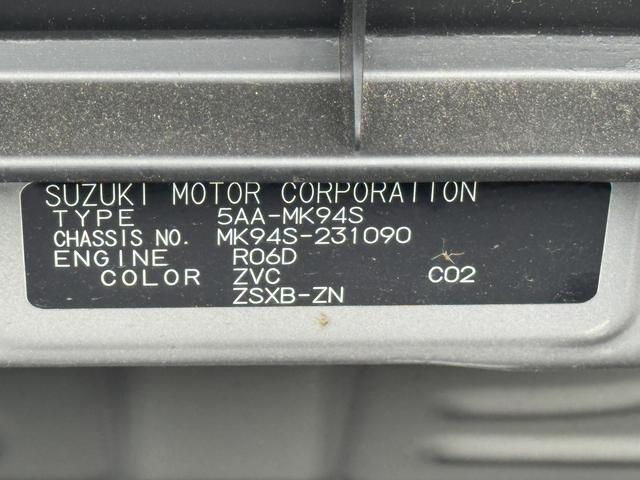 SUZUKI MOTOR CORPORATION
TYPE 5AA-MK94S
CHASSIS NO. MK94S-231090
ENGINE R06D
COLOR ZVC C02
ZSXB-ZN